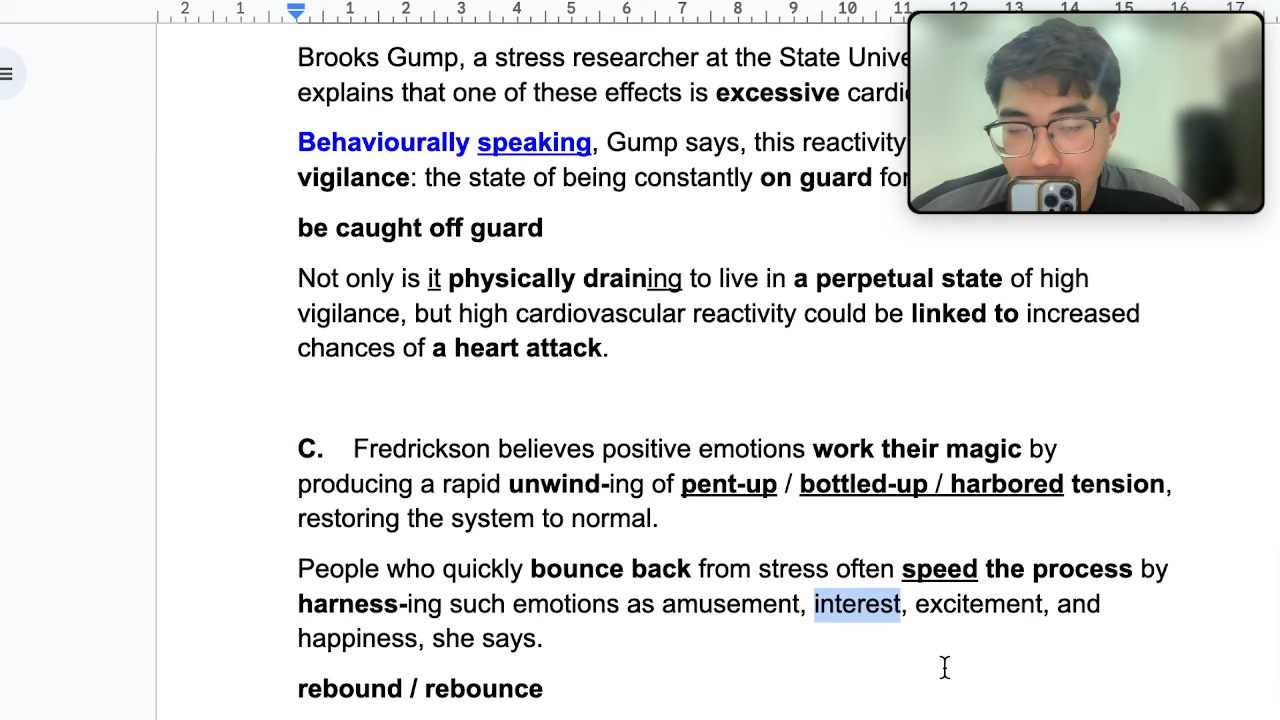 2 1 1 2 3 4 5 6 7 8 9 10 11 12 13 14 15 16 17
Brooks Gump, a stress researcher at the State
explains that one of these effects is excessive
Behaviourally speaking, Gump says, this reactivity
vigilance: the state of being constantly on guard
be caught off guard
Not only is it physically draining to live in a perpetual state of high
vigilance, but high cardiovascular reactivity could be linked to increased
chances of a heart attack.
C. Fredrickson believes positive emotions work their magic by
producing a rapid unwind-ing of pent-up / bottled-up / harbored tension,
restoring the system to normal.
People who quickly bounce back from stress often speed the process by
harness-ing such emotions as amusement, interest, excitement, and
happiness, she says.
rebound / rebounce